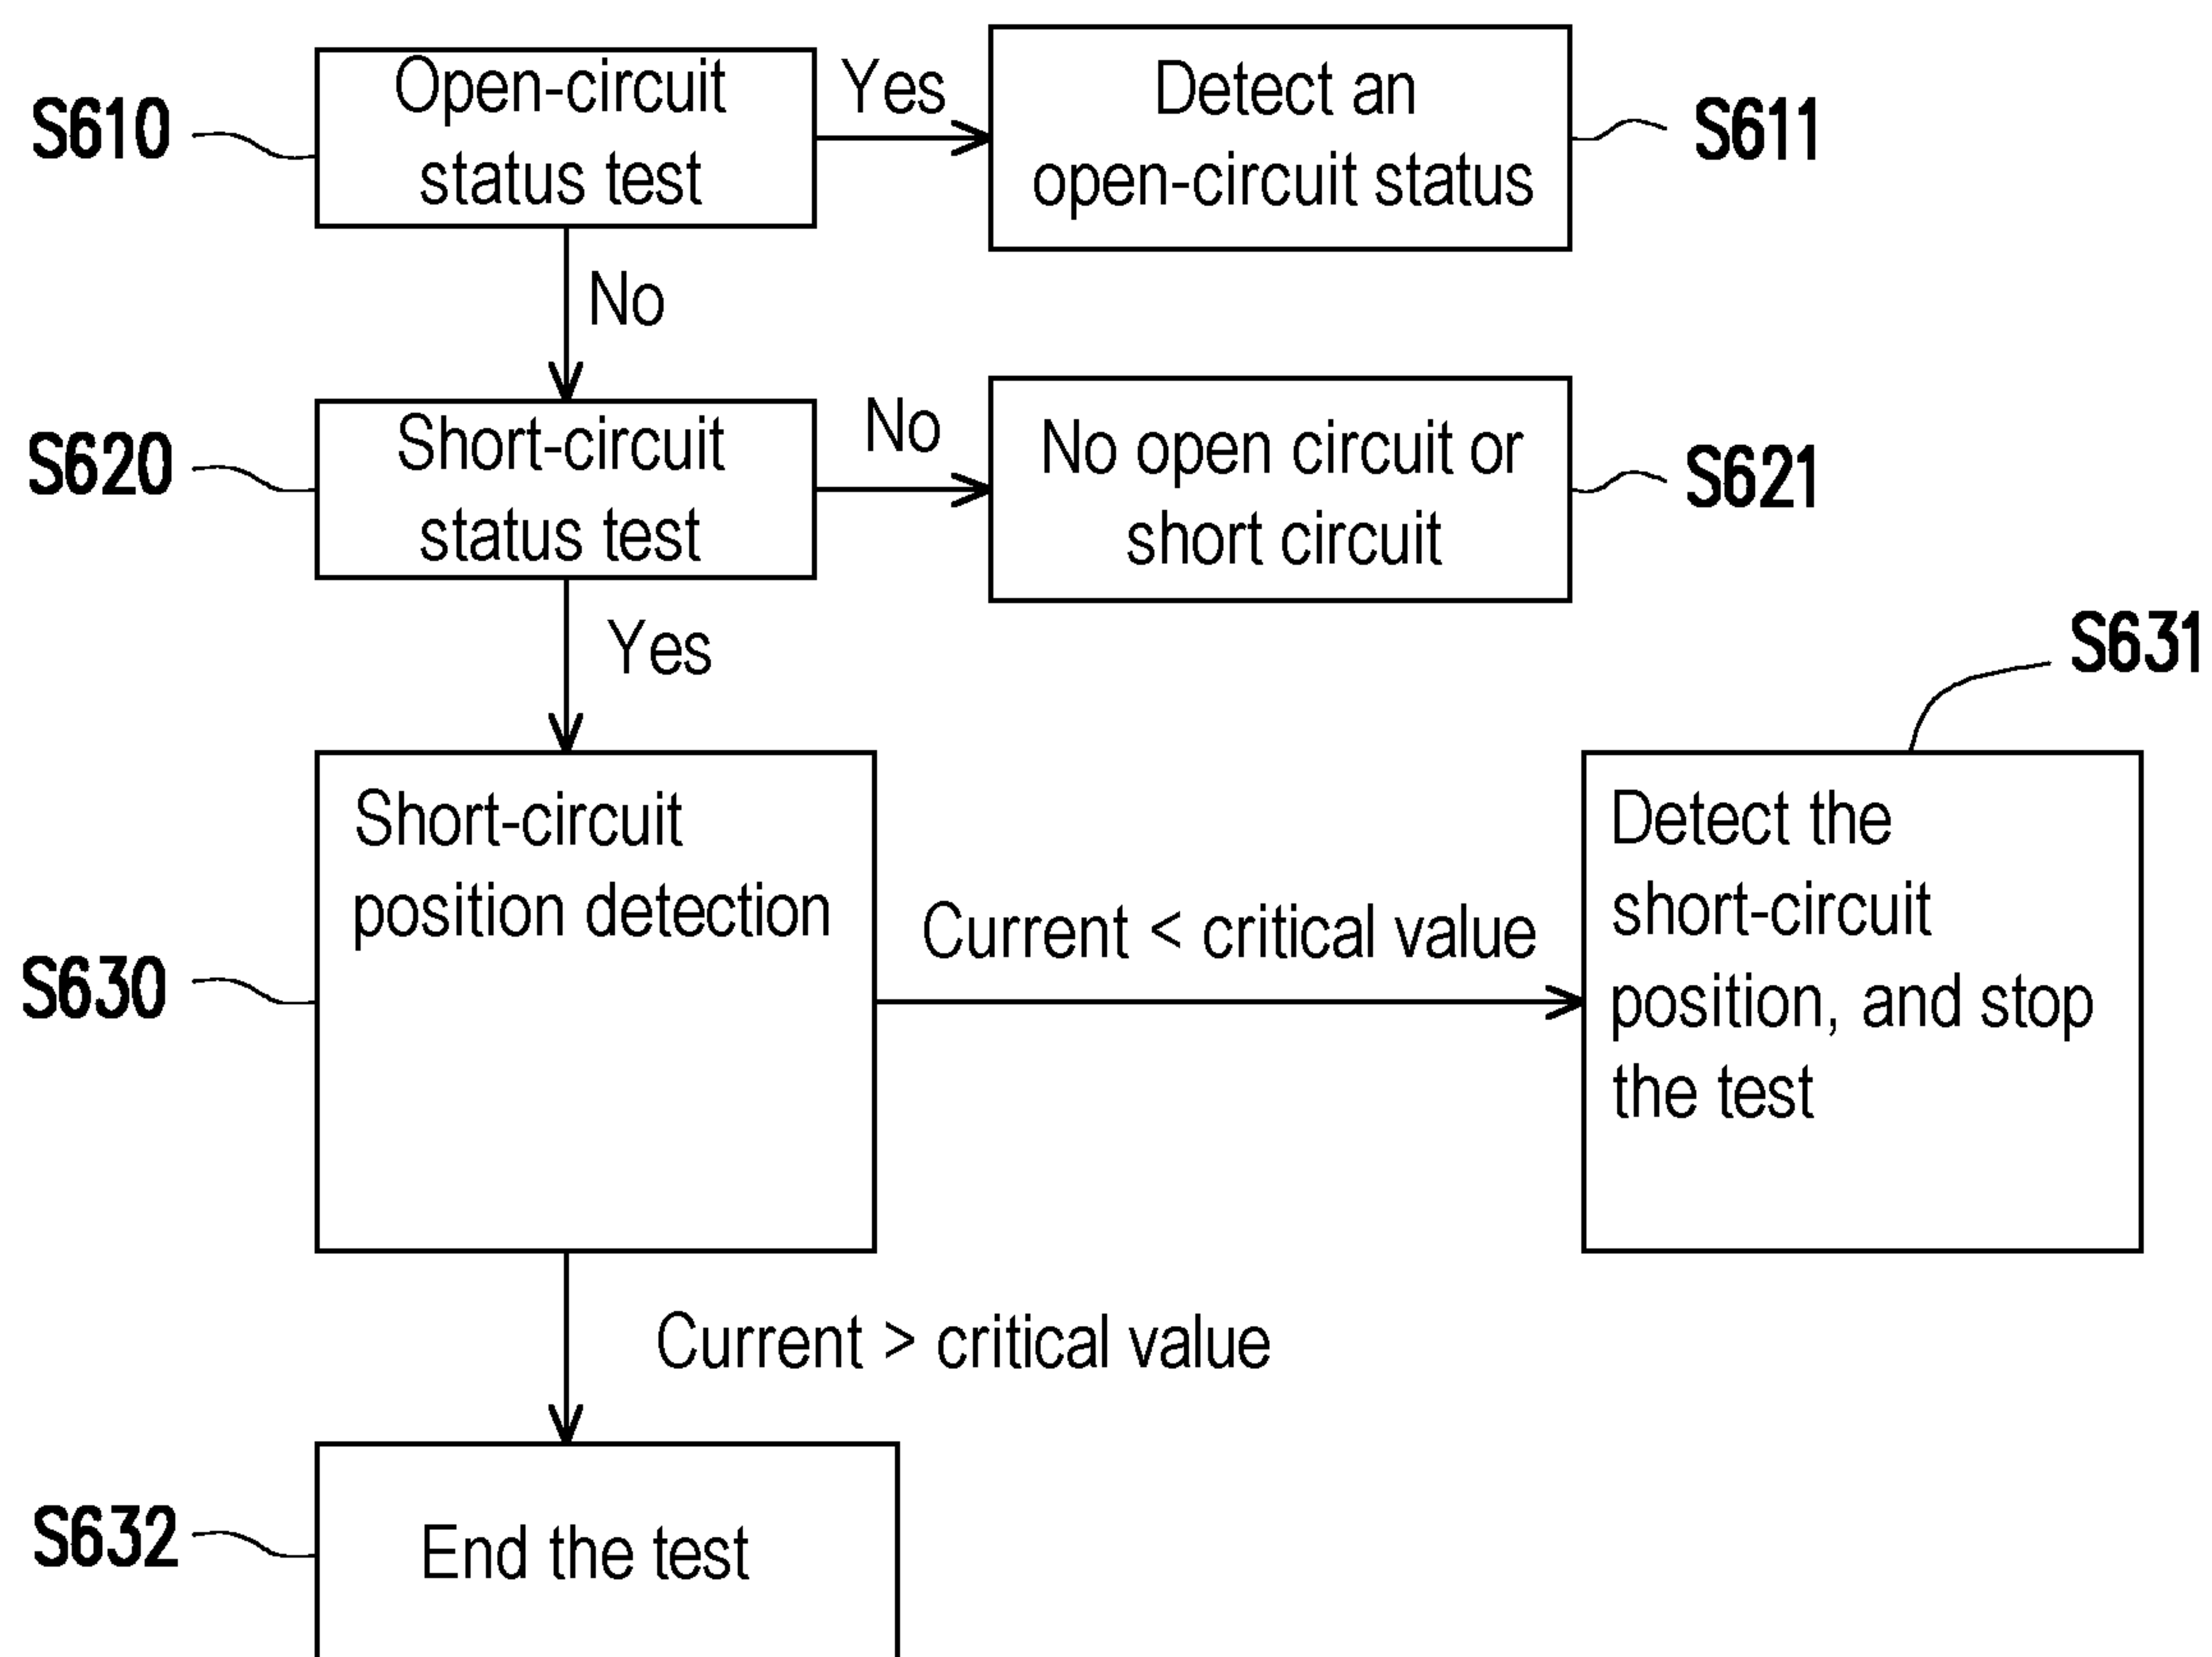 S610
Open-circuit
status test
Yes
Detect an
open-circuit status
S611
No
S620
Short-circuit
status test
No
No open circuit or
short circuit
S621
Yes
S631
S630
Short-circuit
position detection
Current < critical value
Detect the
short-circuit
position, and stop
the test
Current > critical value
S632
End the test